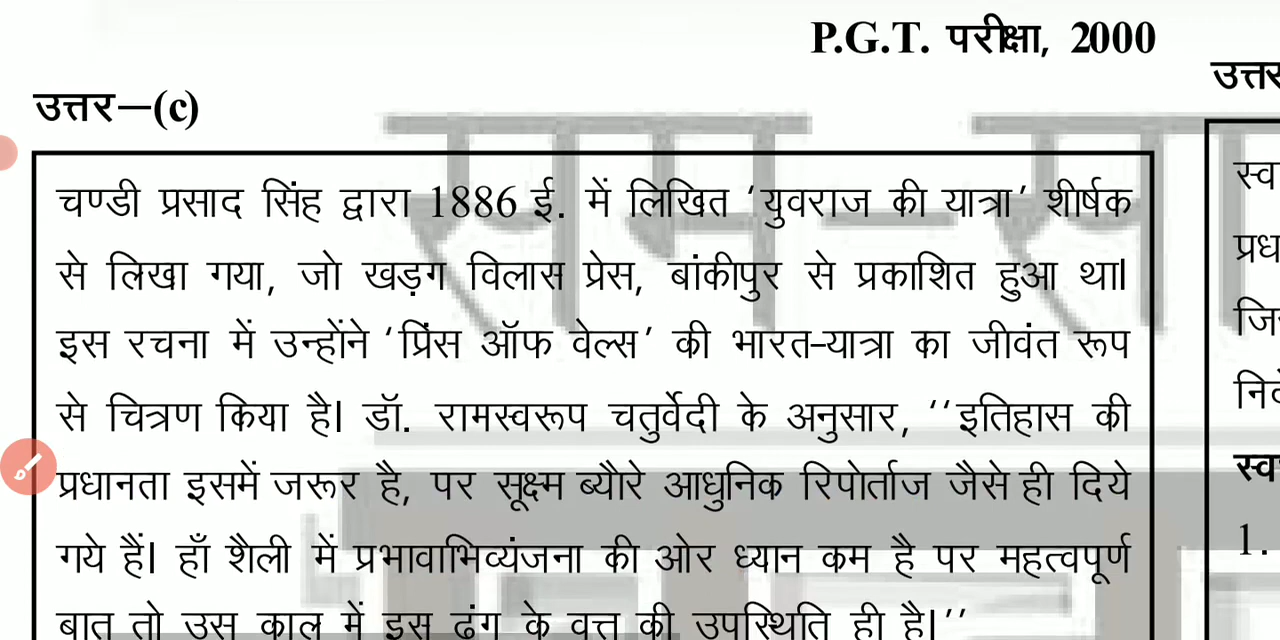 P.G.T. परीक्षा, 2000
उत्तर–(c)
चण्डी प्रसाद सिंह द्वारा 1886 ई. में लिखित ‘युवराज की यात्रा’ शीर्षक
से लिखा गया, जो खड़ग विलास प्रेस, बांकीपुर से प्रकाशित हुआ था।
इस रचना में उन्होंने ‘प्रिंस ऑफ वेल्स’ की भारत-यात्रा का जीवंत रूप
से चित्रण किया है। डॉ. रामस्वरूप चतुर्वेदी के अनुसार, ‘‘इतिहास की
प्रधानता इसमें जरूर है, पर सूक्ष्म ब्यौरे आधुनिक रिपोर्ताज जैसे ही दिये
गये हैं। हाँ शैली में प्रभावाभिव्यंजना की ओर ध्यान कम है पर महत्वपूर्ण
बात तो उस काल में इस ढंग के वृत्त की उपस्थिति ही है।’’
1.